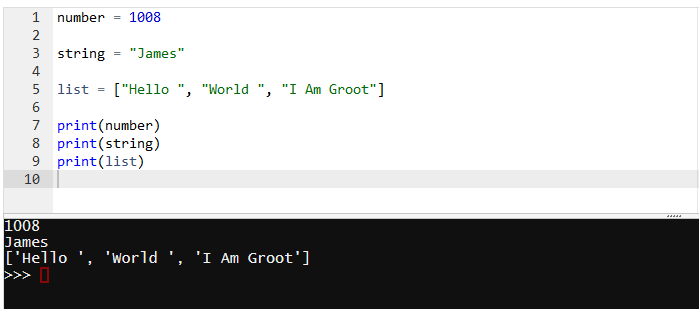 1 number = 1008
2
3 string = "James"
4
5 list = ["Hello ", "World ", "I Am Groot"]
6
7 print(number)
8 print(string)
9 print(list)
10
1008
James
['Hello ', 'World ', 'I Am Groot']
>>>